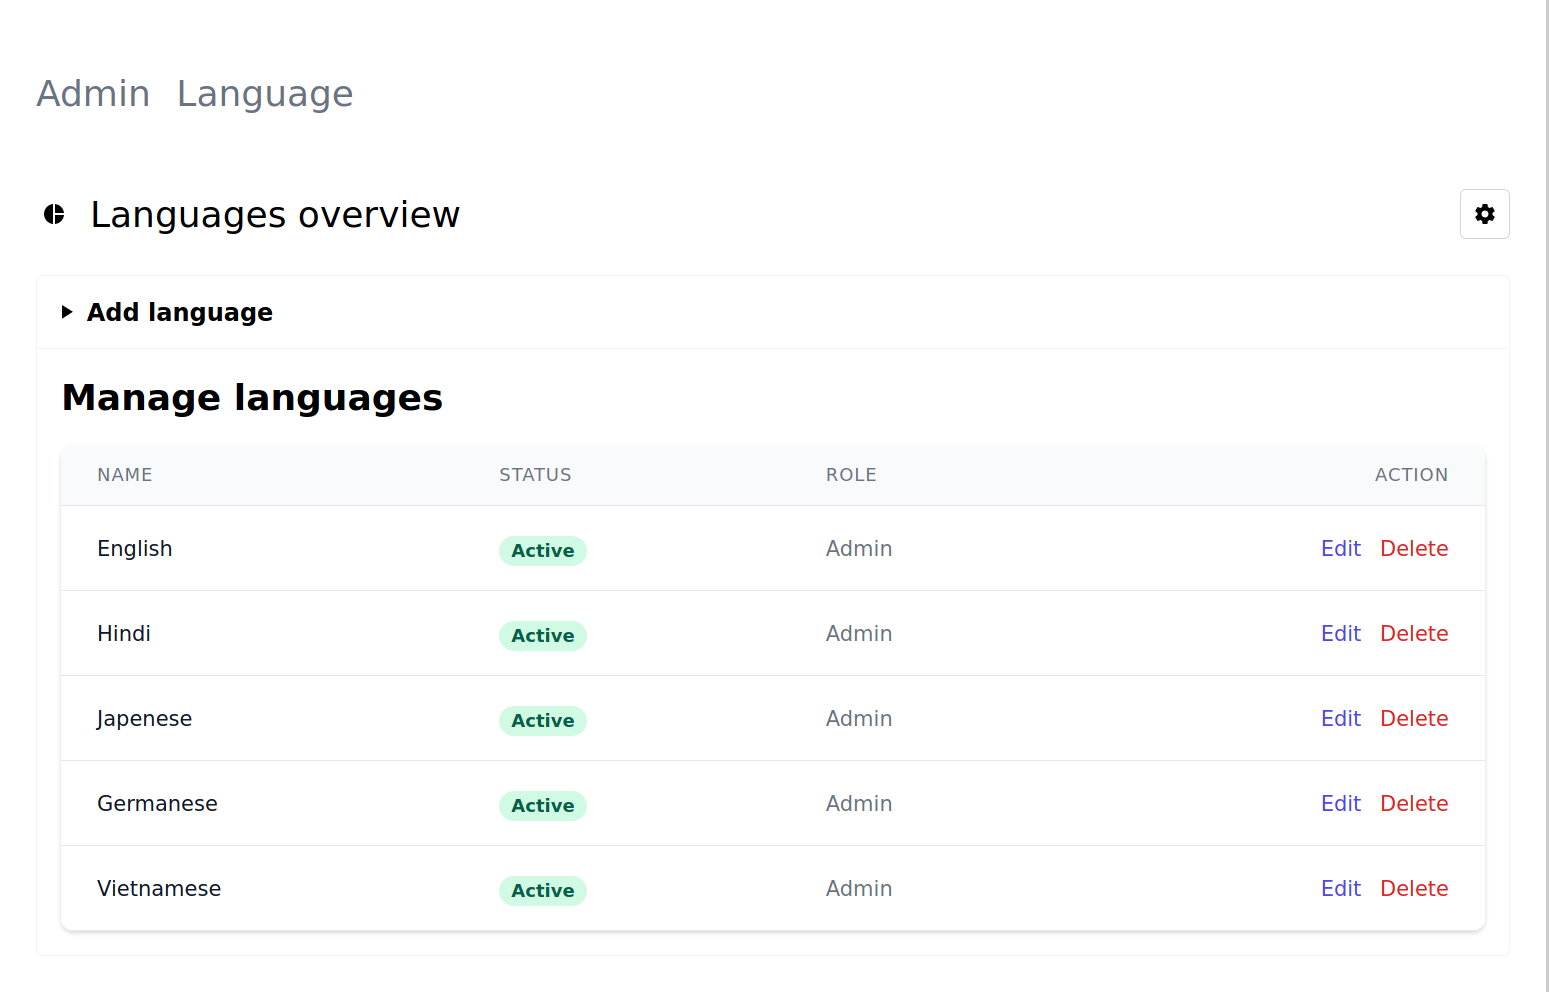 Admin Language
Languages overview
Add language
Manage languages
NAME STATUS ROLE ACTION
English Active Admin Edit Delete
Hindi Active Admin Edit Delete
Japenese Active Admin Edit Delete
Germanese Active Admin Edit Delete
Vietnamese Active Admin Edit Delete